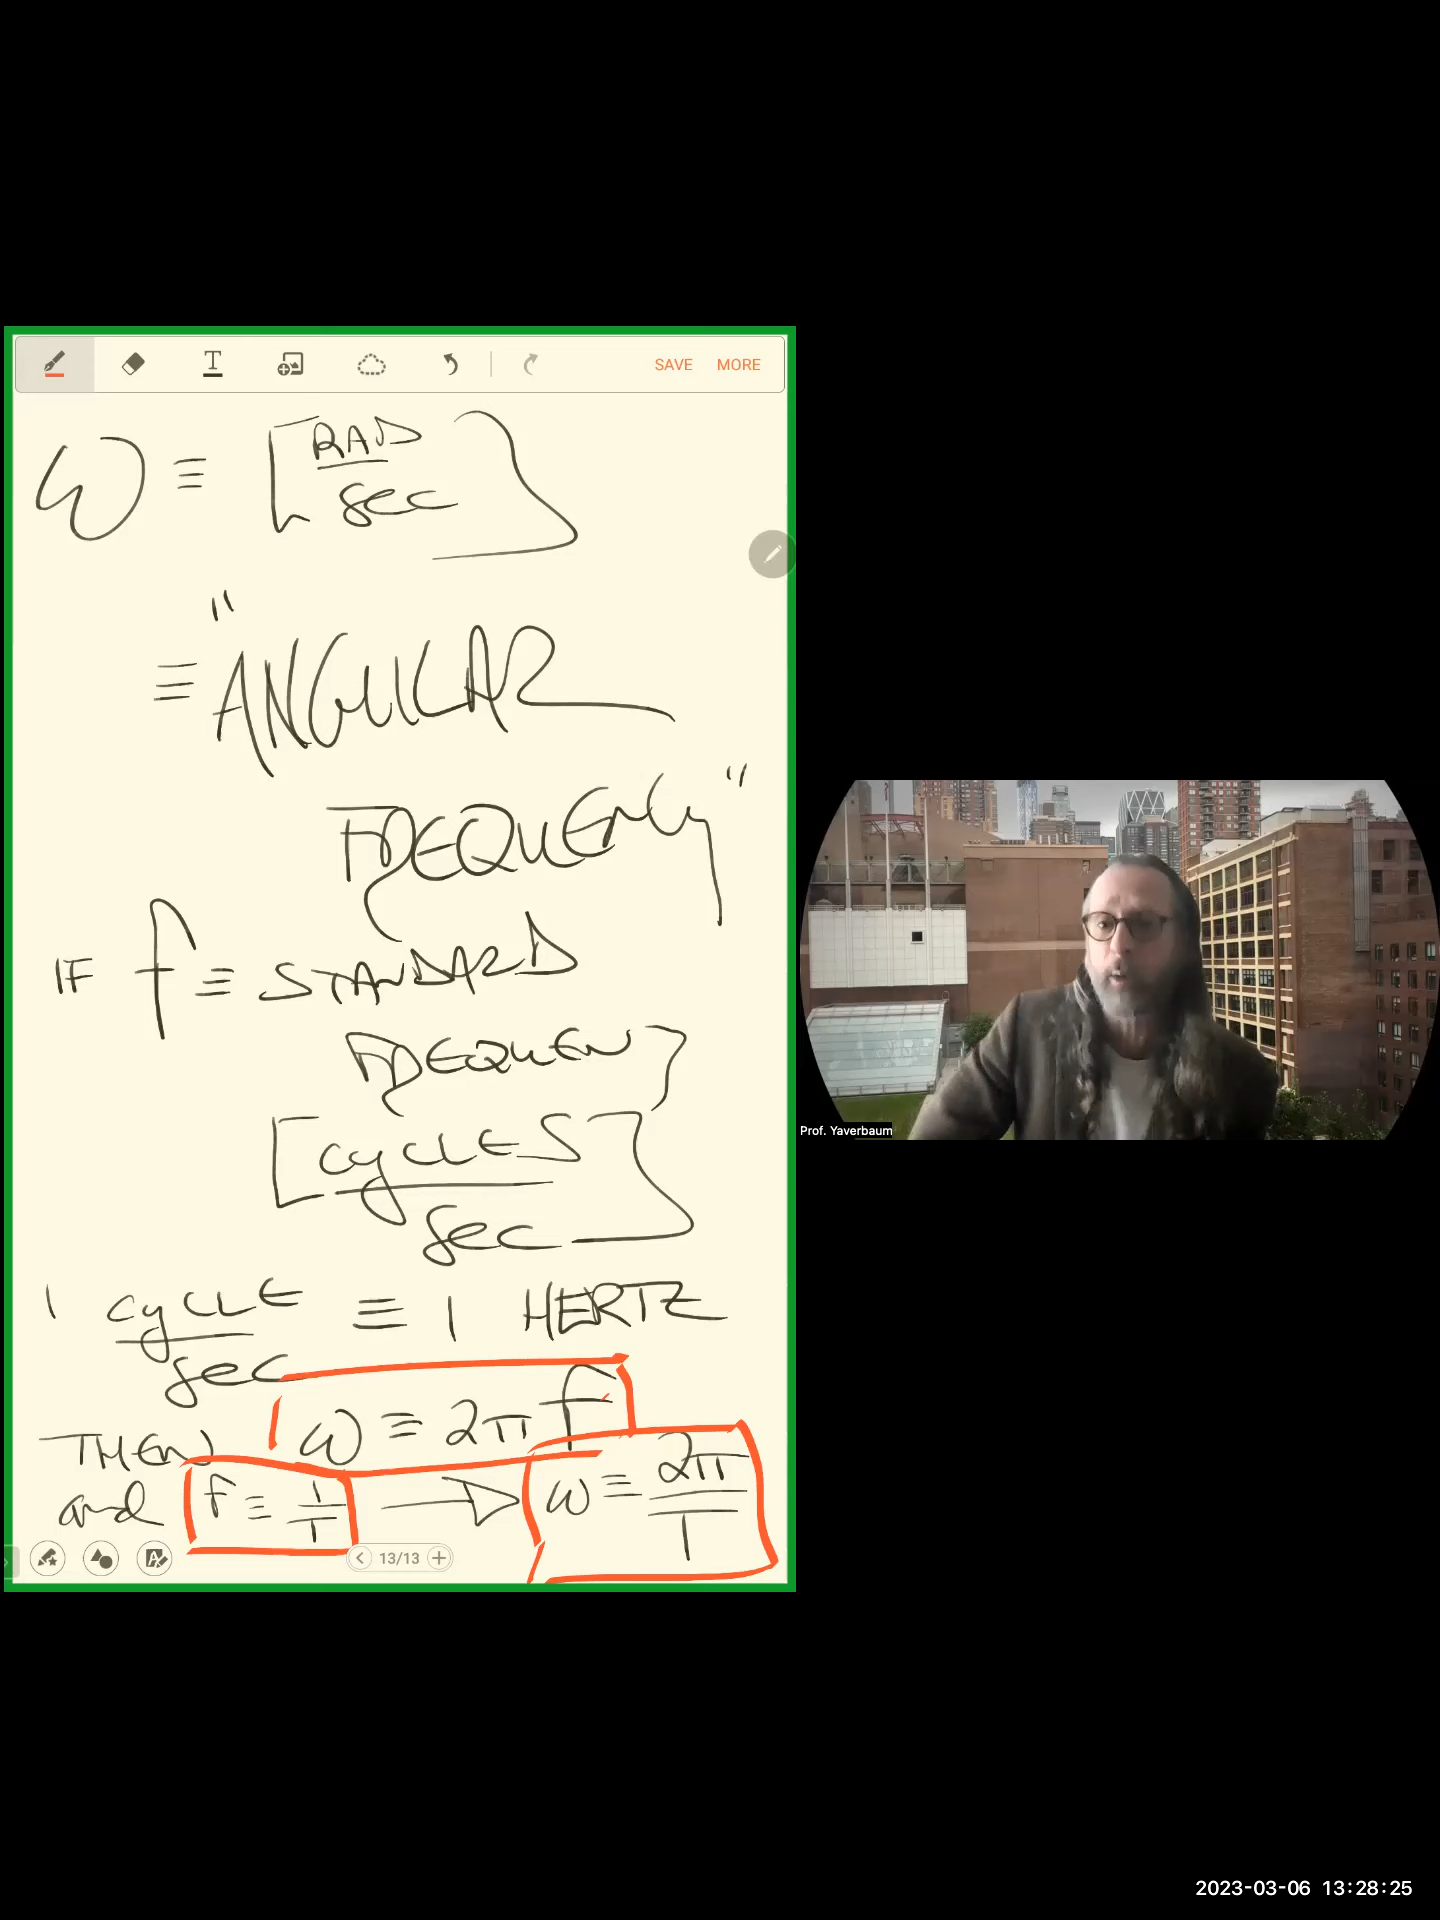 SAVE MORE
ω ≡ [RAD/sec]
≡ "ANGULAR
FREQUENCY"
IF f ≡ STANDARD
FREQUENCY
[CYCLES/sec]
1 CYCLE/sec ≡ 1 HERTZ
THEN ω ≡ 2π f
and f ≡ 1/T → ω ≡ 2π/T
13/13
Prof. Yaverbaum
2023-03-06 13:28:25